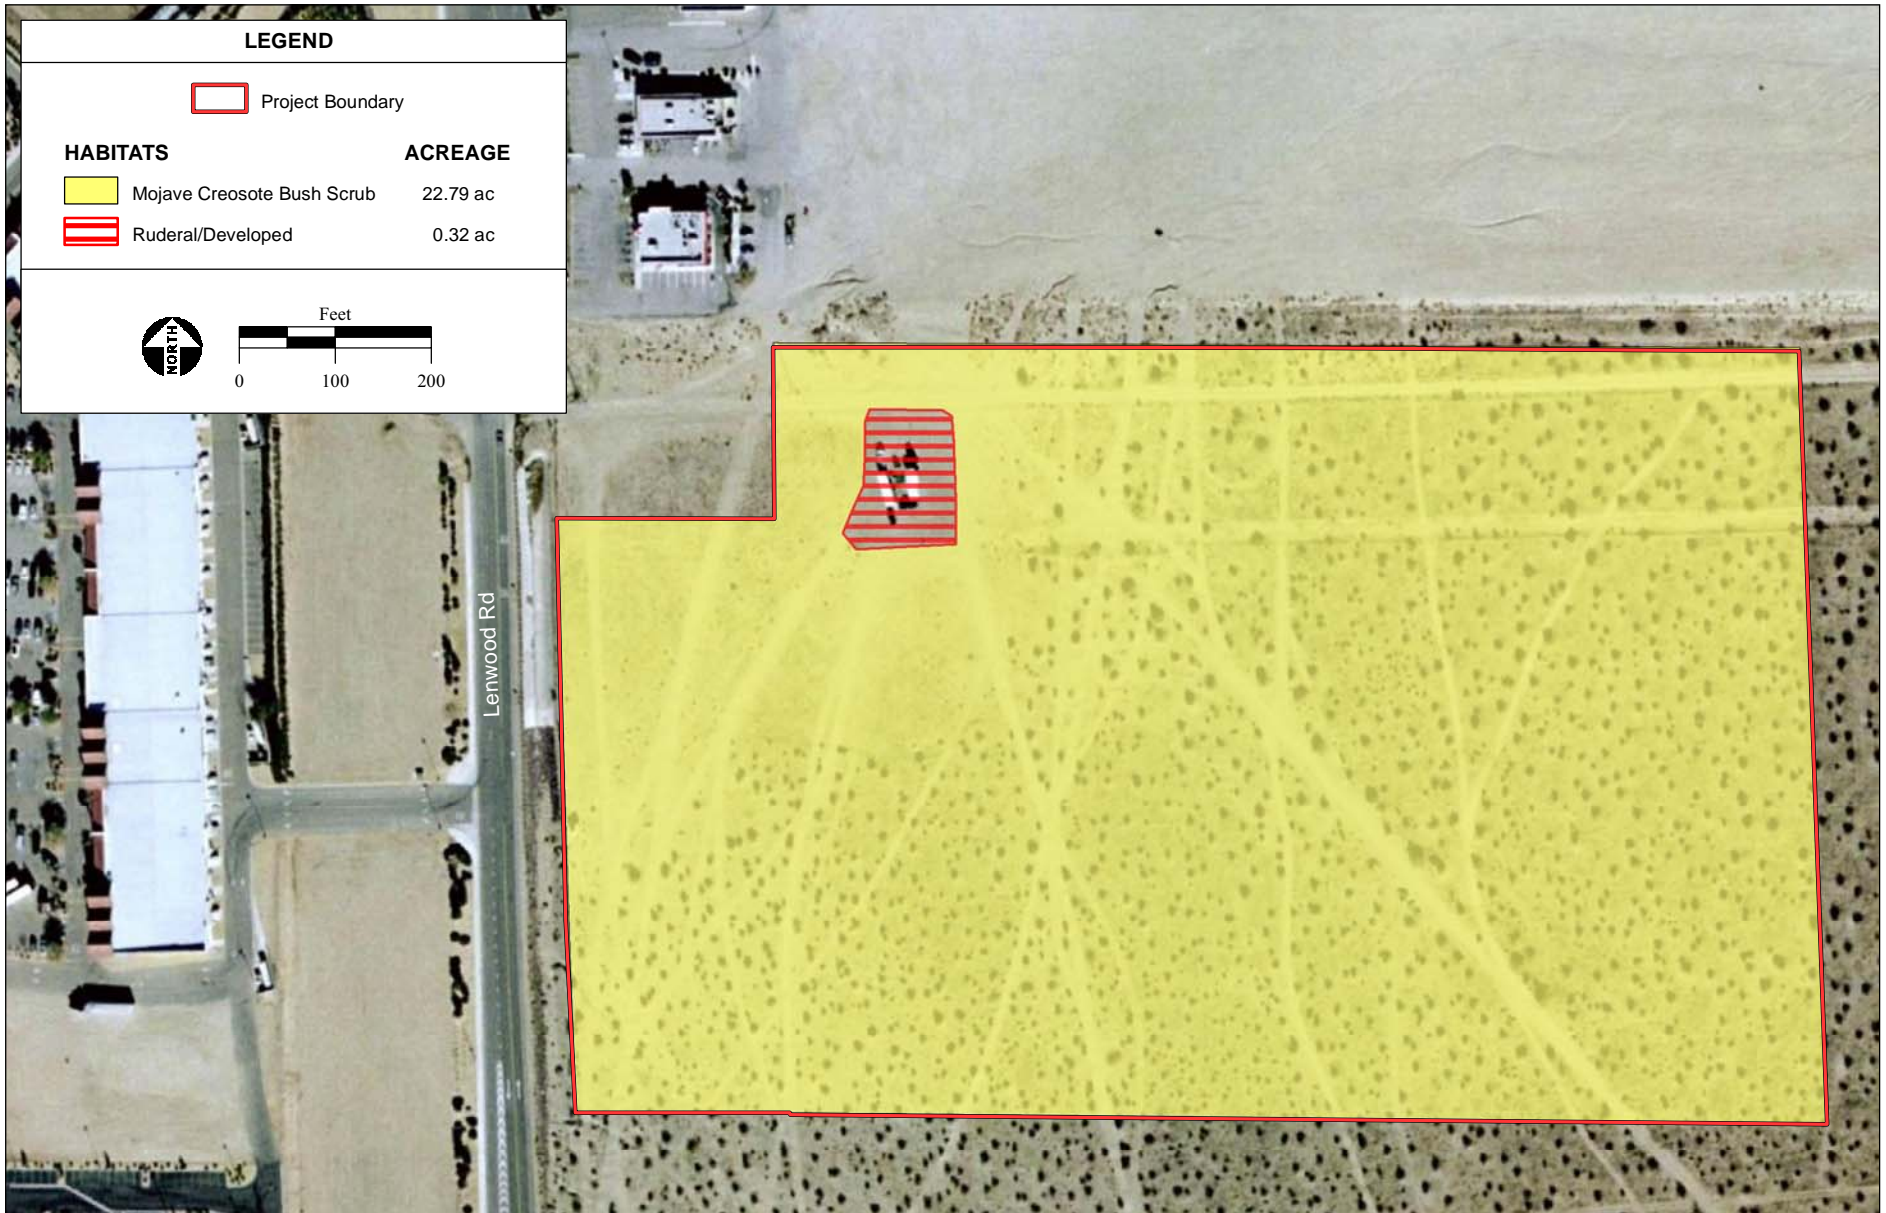 LEGEND
Project Boundary
HABITATS ACREAGE
Mojave Creosote Bush Scrub 22.79 ac
Ruderal/Developed 0.32 ac
NORTH
Feet
0 100 200
Lenwood Rd